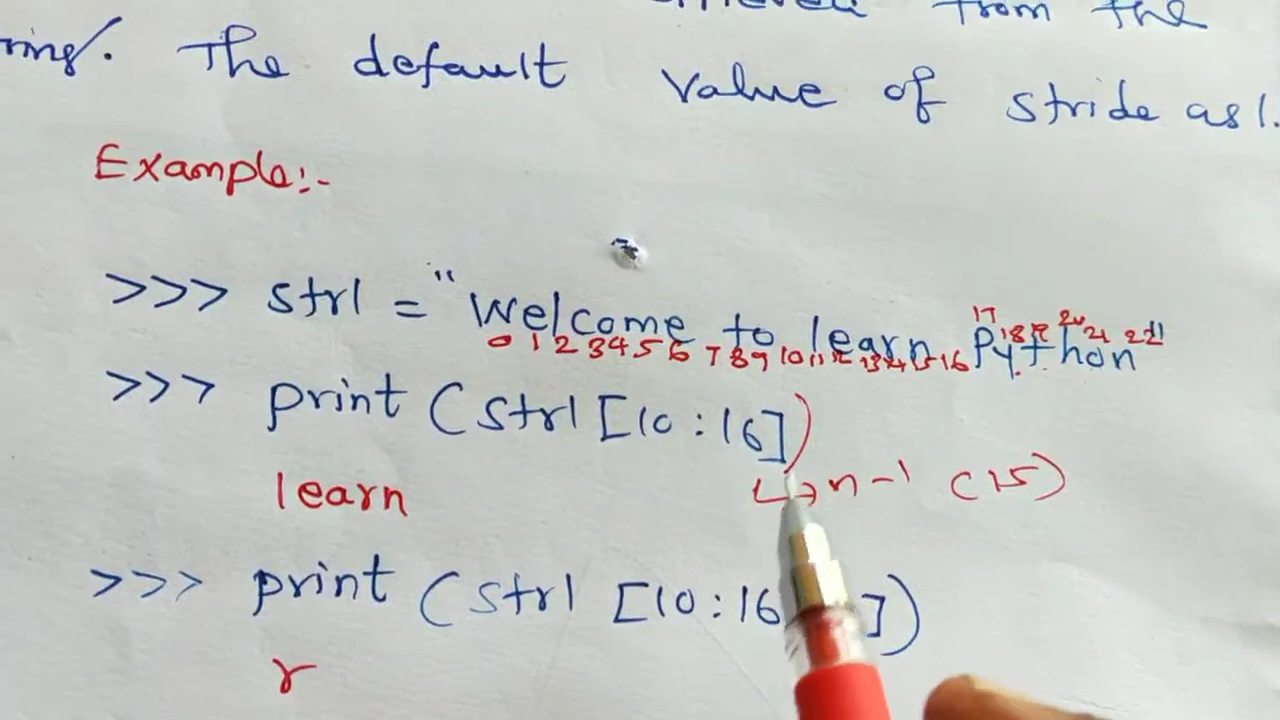 from the
The default value of stride as 1.
Example:-
>>> str1 = "Welcome to learn Python"
0 1 2 3 4 5 6 7 8 9 10 11 12 13 14 15 16 17 18 19 20 21 22
>>> print (str1 [10:16])
learn
↳ n-1 (15)
>>> print (str1 [10:16 ])
r